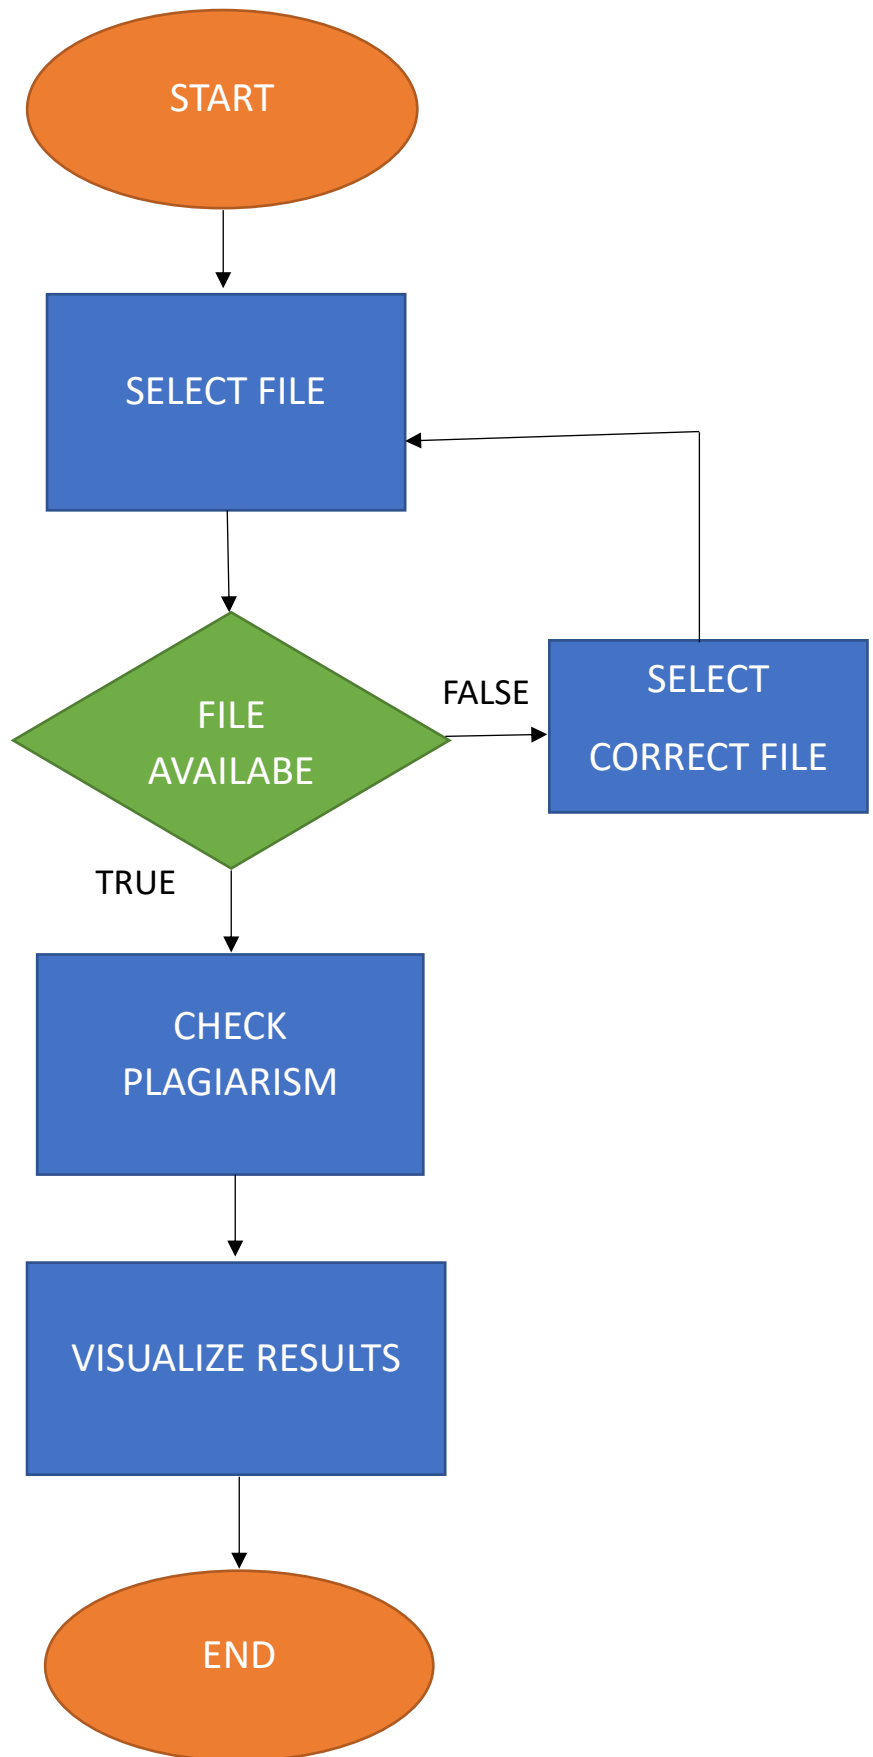 START
SELECT FILE
FILE
AVAILABE
FALSE
SELECT
CORRECT FILE
TRUE
CHECK
PLAGIARISM
VISUALIZE RESULTS
END